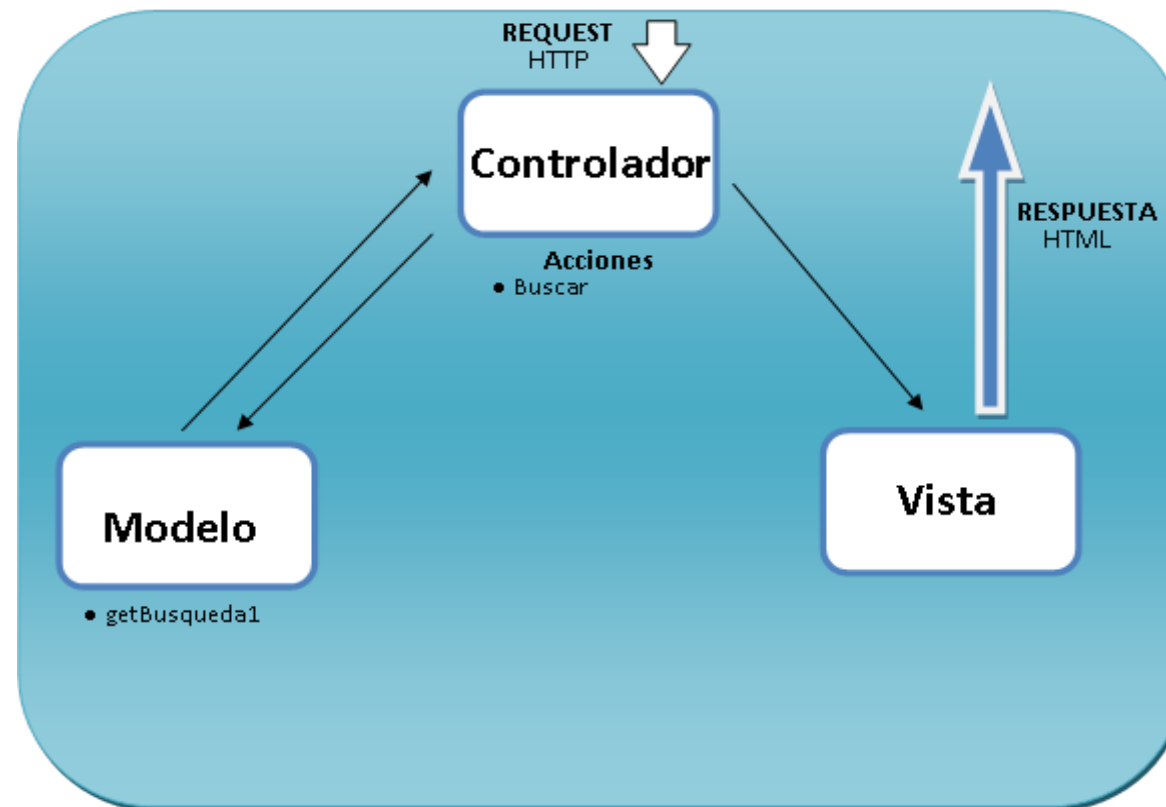 REQUEST
HTTP
Controlador
RESPUESTA
HTML
Acciones
● Buscar
Modelo
Vista
● getBusqueda1